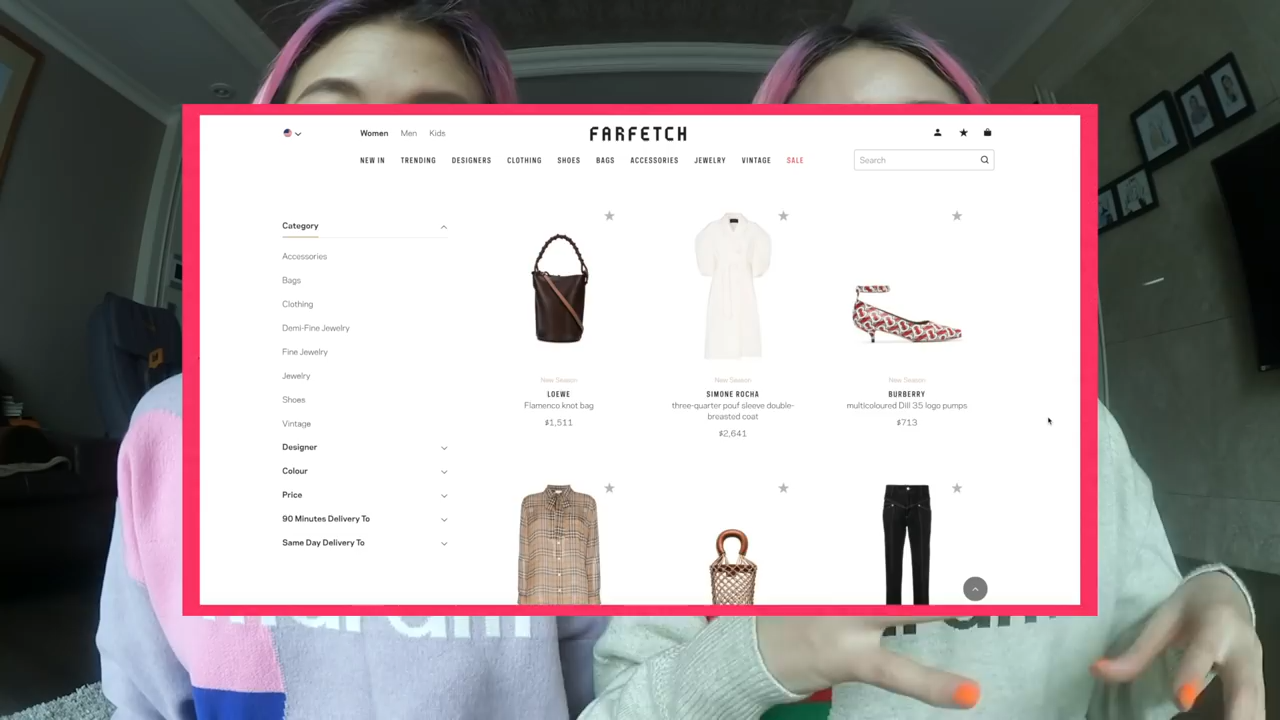 Women Men Kids
FARFETCH
NEW IN TRENDING DESIGNERS CLOTHING SHOES BAGS ACCESSORIES JEWELRY VINTAGE SALE
Search
Category
Accessories
Bags
Clothing
Demi-Fine Jewelry
Fine Jewelry
Jewelry
Shoes
Vintage
Designer
Colour
Price
90 Minutes Delivery To
Same Day Delivery To
New Season
LOEWE
Flamenco knot bag
$1,511
New Season
SIMONE ROCHA
three-quarter pouf sleeve double-
breasted coat
$2,641
New Season
BURBERRY
multicoloured Dill 35 logo pumps
$713